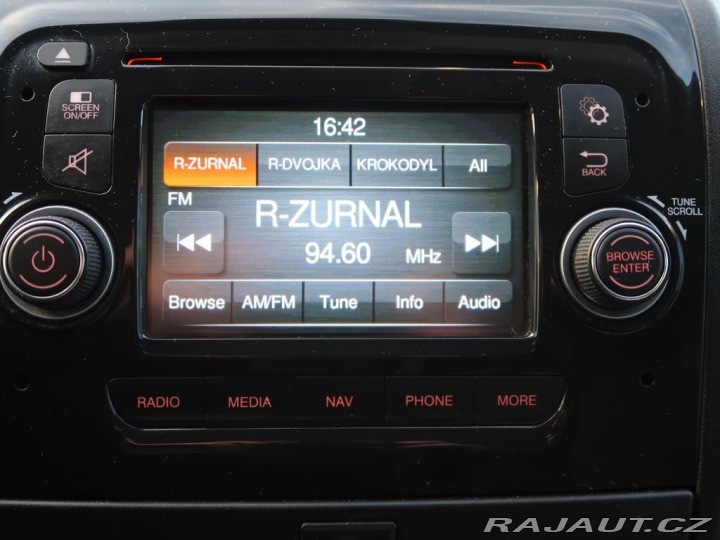 SCREEN
ON/OFF
16:42
R-ZURNAL R-DVOJKA KROKODYL All
FM
R-ZURNAL
94.60 MHz
Browse AM/FM Tune Info Audio
BACK
TUNE
SCROLL
BROWSE
ENTER
RADIO MEDIA NAV PHONE MORE
RAJAUT.CZ